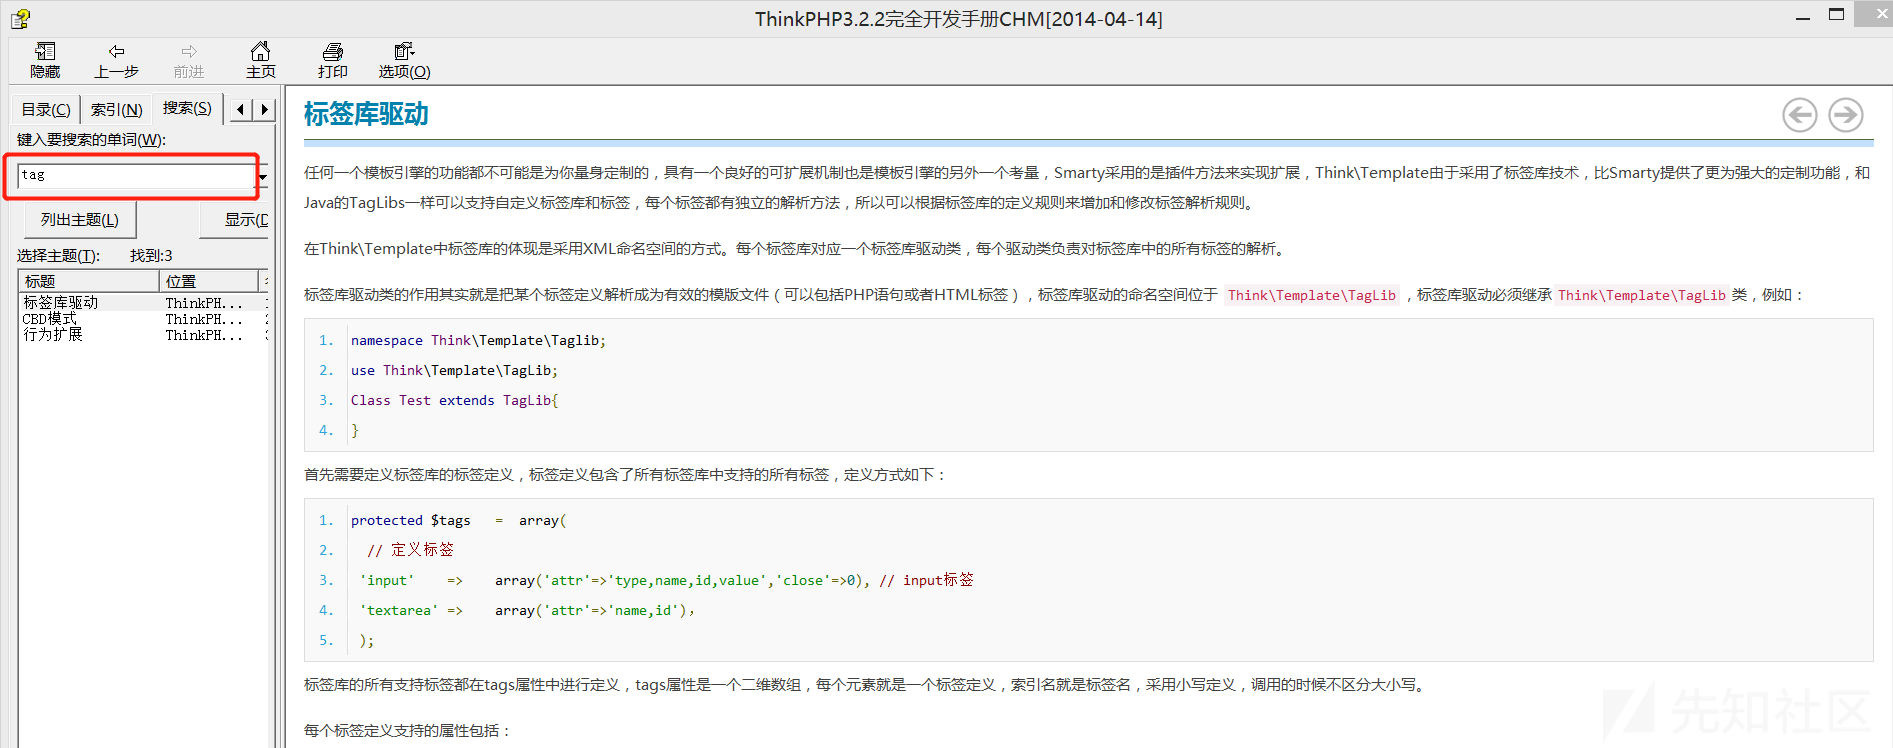 ThinkPHP3.2.2完全开发手册CHM[2014-04-14]
隐藏 上一步 前进 主页 打印 选项(O)
目录(C) 索引(N) 搜索(S)
键入要搜索的单词(W):
tag
列出主题(L) 显示(D
选择主题(T): 找到:3
标题 位置
标签库驱动 ThinkPH...
CBD模式 ThinkPH...
行为扩展 ThinkPH...
标签库驱动
任何一个模板引擎的功能都不可能是为你量身定制的，具有一个良好的可扩展机制也是模板引擎的另外一个考量，Smarty采用的是插件方法来实现扩展，Think\Template由于采用了标签库技术，比Smarty提供了更为强大的定制功能，和
Java的TagLibs一样可以支持自定义标签库和标签，每个标签都有独立的解析方法，所以可以根据标签库的定义规则来增加和修改标签解析规则。
在Think\Template中标签库的体现是采用XML命名空间的方式。每个标签库对应一个标签库驱动类，每个驱动类负责对标签库中的所有标签的解析。
标签库驱动类的作用其实就是把某个标签定义解析成为有效的模版文件（可以包括PHP语句或者HTML标签），标签库驱动的命名空间位于 Think\Template\TagLib ，标签库驱动必须继承 Think\Template\TagLib 类，例如：
1. namespace Think\Template\Taglib;
2. use Think\Template\TagLib;
3. Class Test extends TagLib{
4. }
首先需要定义标签库的标签定义，标签定义包含了所有标签库中支持的所有标签，定义方式如下：
1. protected $tags   =  array(
2. // 定义标签
3. 'input'    =>    array('attr'=>'type,name,id,value','close'=>0), // input标签
4. 'textarea' =>    array('attr'=>'name,id'),
5. );
标签库的所有支持标签都在tags属性中进行定义，tags属性是一个二维数组，每个元素就是一个标签定义，索引名就是标签名，采用小写定义，调用的时候不区分大小写。
每个标签定义支持的属性包括：
先知社区